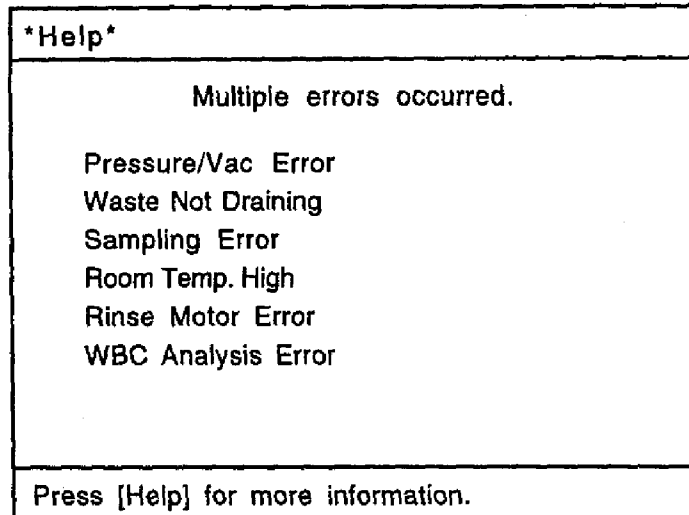 *Help*
Multiple errors occurred.
Pressure/Vac Error
Waste Not Draining
Sampling Error
Room Temp. High
Rinse Motor Error
WBC Analysis Error
Press [Help] for more information.